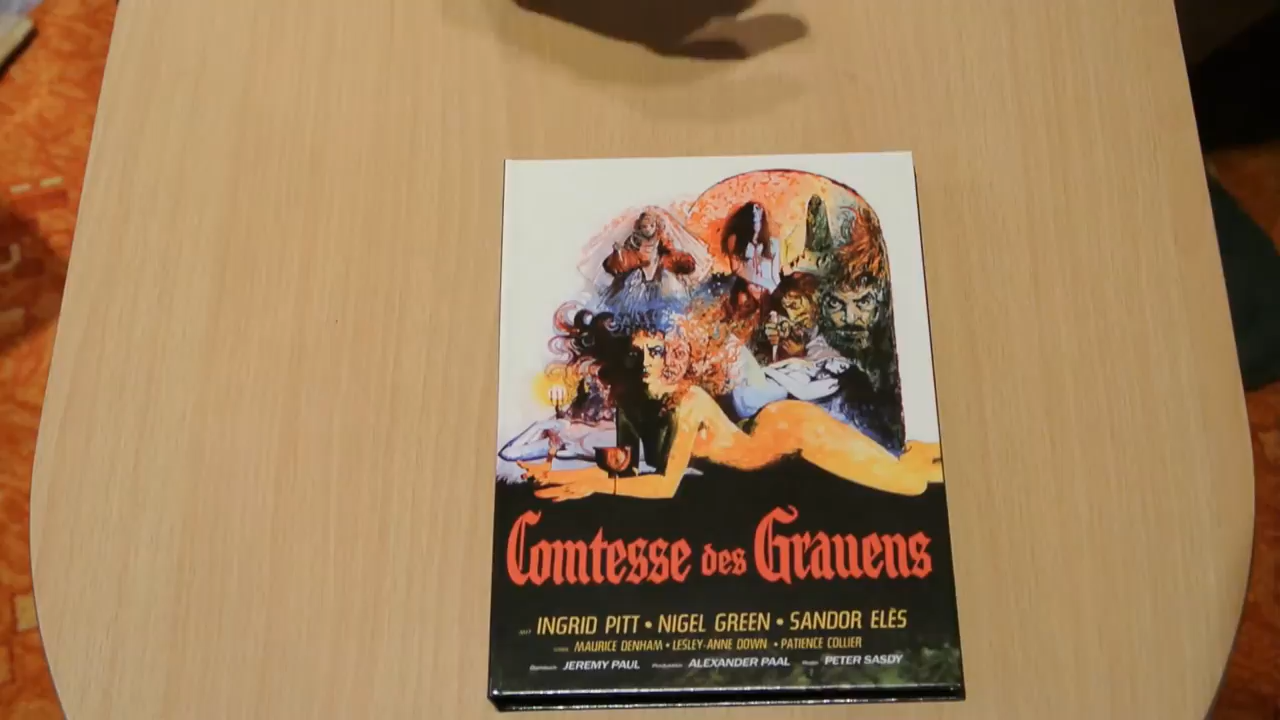 Comtesse des Grauens
INGRID PITT • NIGEL GREEN • SANDOR ELÈS
MAURICE DENHAM • LESLEY-ANNE DOWN • PATIENCE COLLIER
JEREMY PAUL ALEXANDER PAAL PETER SASDY